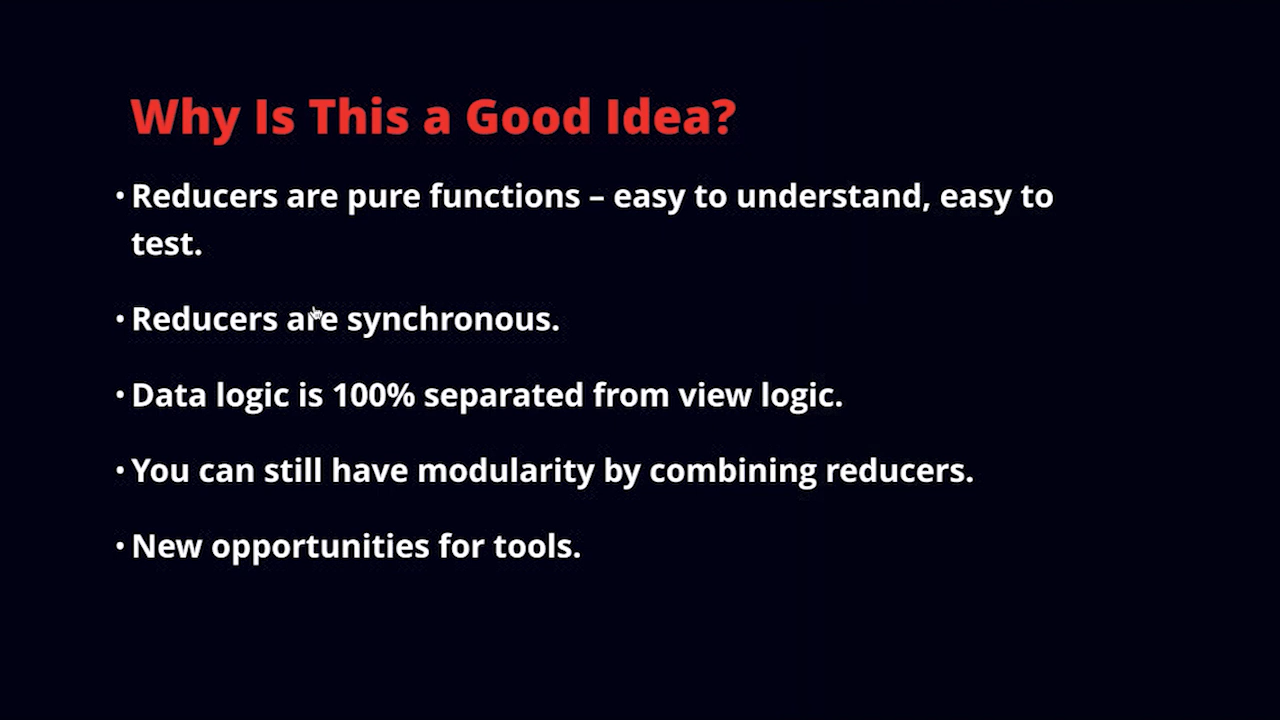 Why Is This a Good Idea?
• Reducers are pure functions – easy to understand, easy to
test.
• Reducers are synchronous.
• Data logic is 100% separated from view logic.
• You can still have modularity by combining reducers.
• New opportunities for tools.